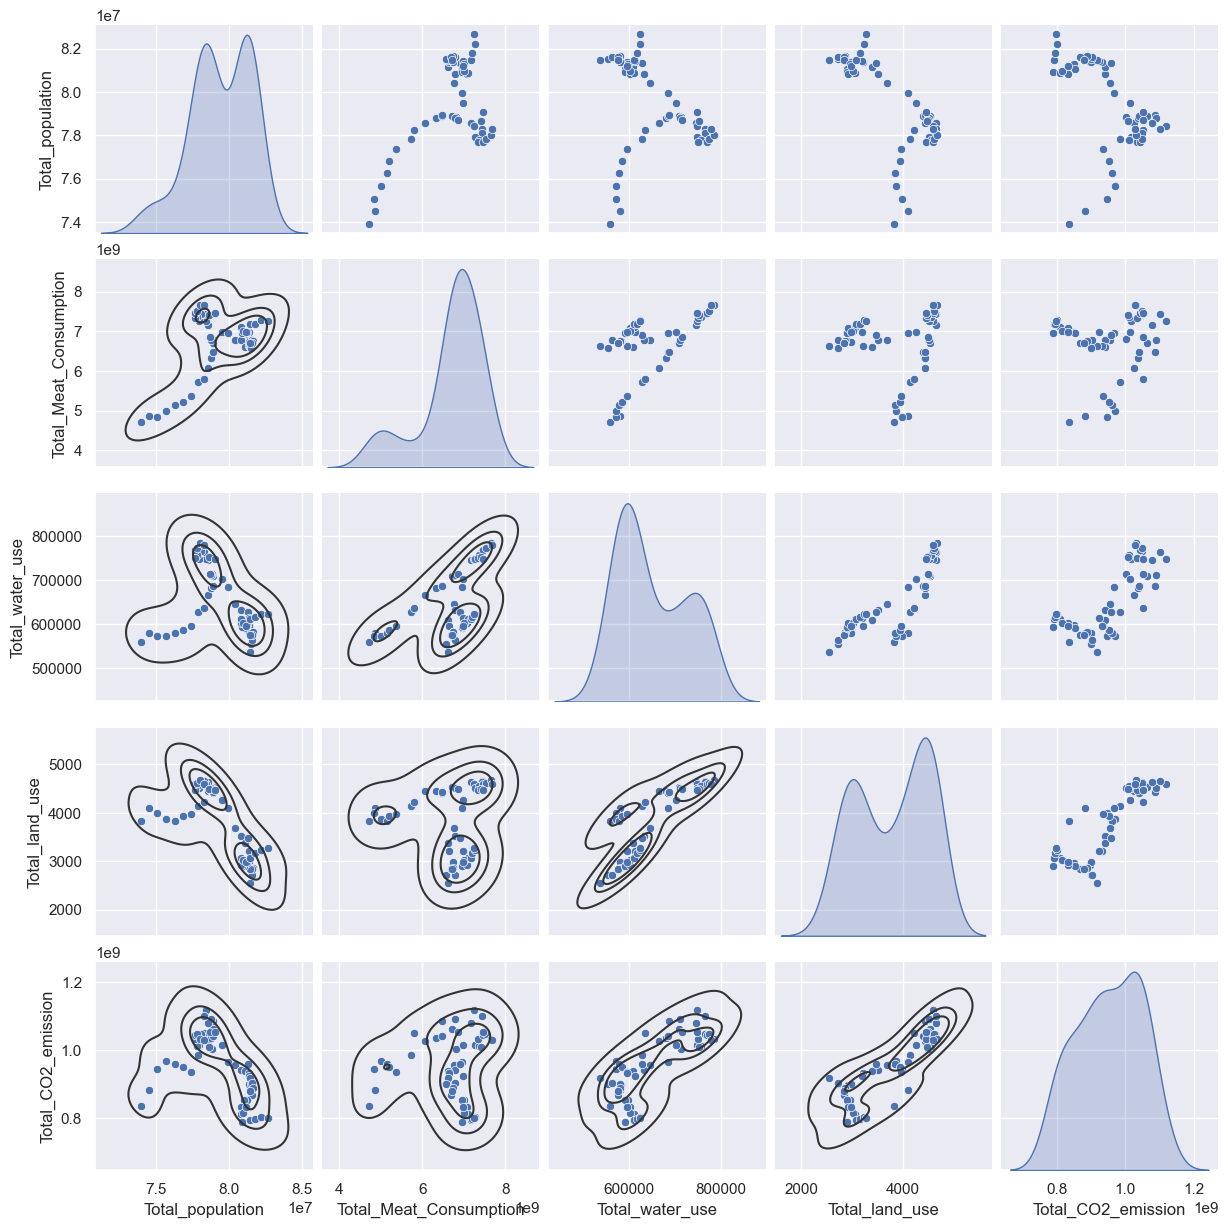 1e7
8.2
8.0
7.8
7.6
7.4
Total_population
1e9
8
7
6
5
4
Total_Meat_Consumption
800000
700000
600000
500000
Total_water_use
5000
4000
3000
2000
Total_land_use
1e9
1.2
1.0
0.8
Total_CO2_emission
7.5 8.0 8.5 4 6 8 600000 800000 2000 4000 0.8 1.0 1.2
1e7 1e9 1e9
Total_population Total_Meat_Consumption Total_water_use Total_land_use Total_CO2_emission